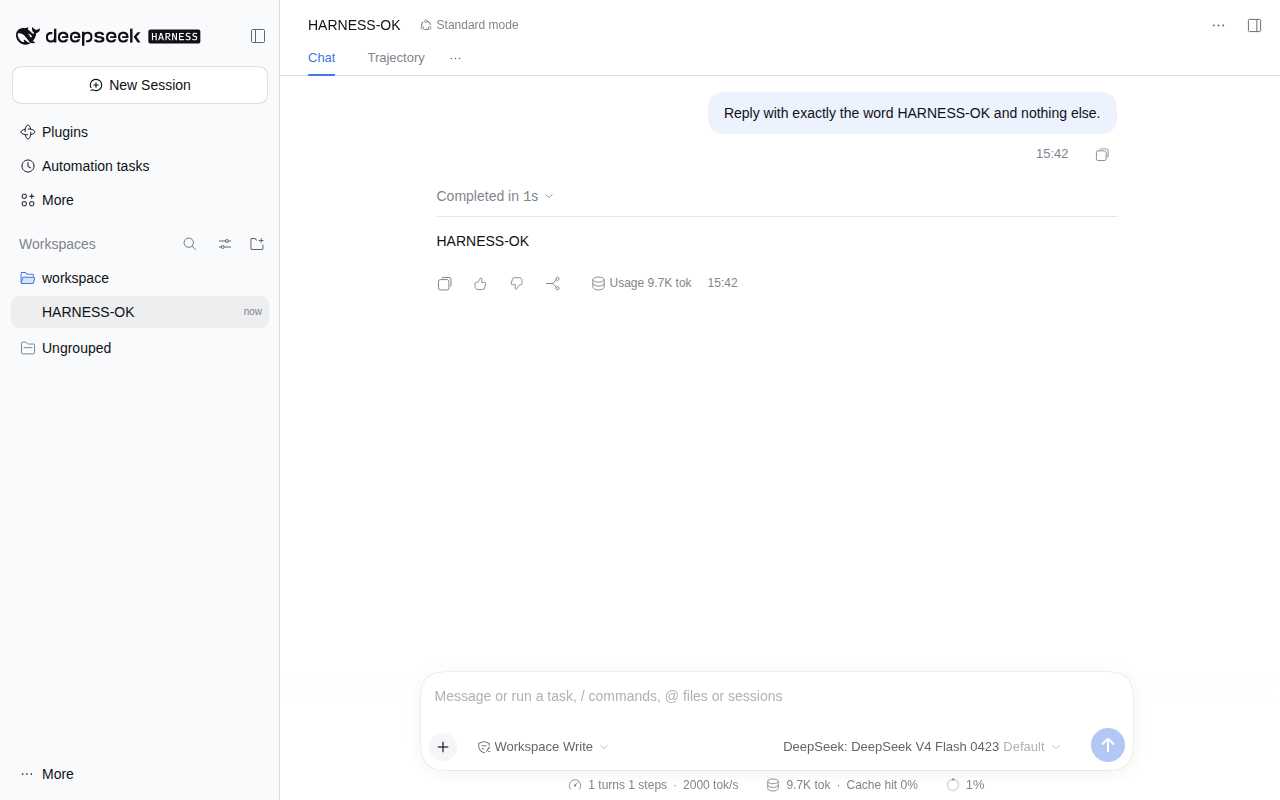 deepseek HARNESS
New Session
Plugins
Automation tasks
More
Workspaces
workspace
HARNESS-OK now
Ungrouped
More
HARNESS-OK Standard mode
Chat Trajectory
Reply with exactly the word HARNESS-OK and nothing else.
15:42
Completed in 1s
HARNESS-OK
Usage 9.7K tok 15:42
Message or run a task, / commands, @ files or sessions
Workspace Write DeepSeek: DeepSeek V4 Flash 0423 Default
1 turns 1 steps · 2000 tok/s 9.7K tok · Cache hit 0% 1%